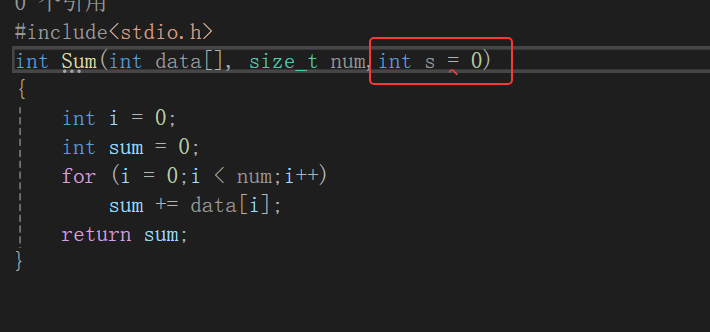 0 个引用
#include<stdio.h>
int Sum(int data[], size_t num,int s = 0)
{
int i = 0;
int sum = 0;
for (i = 0;i < num;i++)
sum += data[i];
return sum;
}